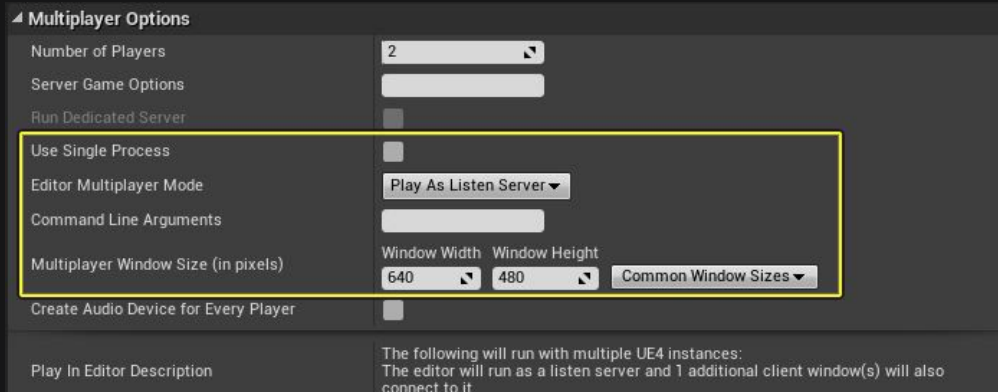 Multiplayer Options
Number of Players 2
Server Game Options
Run Dedicated Server
Use Single Process
Editor Multiplayer Mode Play As Listen Server
Command Line Arguments
Window Width Window Height
Multiplayer Window Size (in pixels) 640 480 Common Window Sizes
Create Audio Device for Every Player
Play In Editor Description
The following will run with multiple UE4 instances:
The editor will run as a listen server and 1 additional client window(s) will also
connect to it